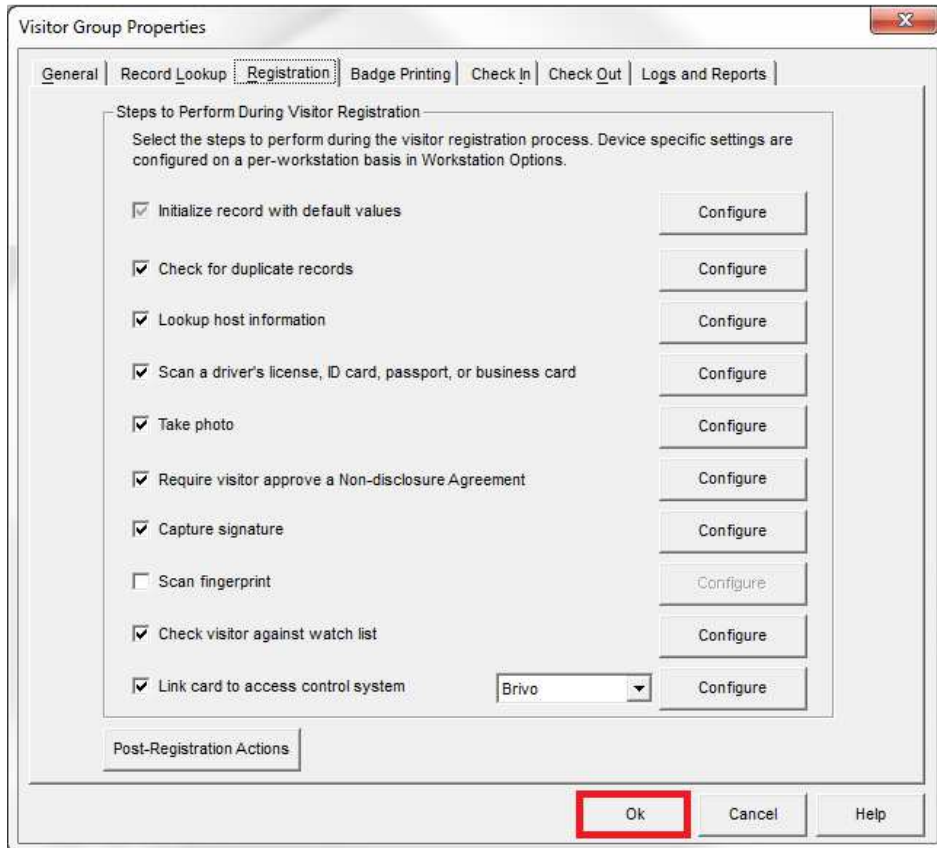 Visitor Group Properties
General Record Lookup Registration Badge Printing Check In Check Out Logs and Reports
Steps to Perform During Visitor Registration
Select the steps to perform during the visitor registration process. Device specific settings are
configured on a per-workstation basis in Workstation Options.
Initialize record with default values Configure
Check for duplicate records Configure
Lookup host information Configure
Scan a driver's license, ID card, passport, or business card Configure
Take photo Configure
Require visitor approve a Non-disclosure Agreement Configure
Capture signature Configure
Scan fingerprint Configure
Check visitor against watch list Configure
Link card to access control system Brivo Configure
Post-Registration Actions
Ok Cancel Help